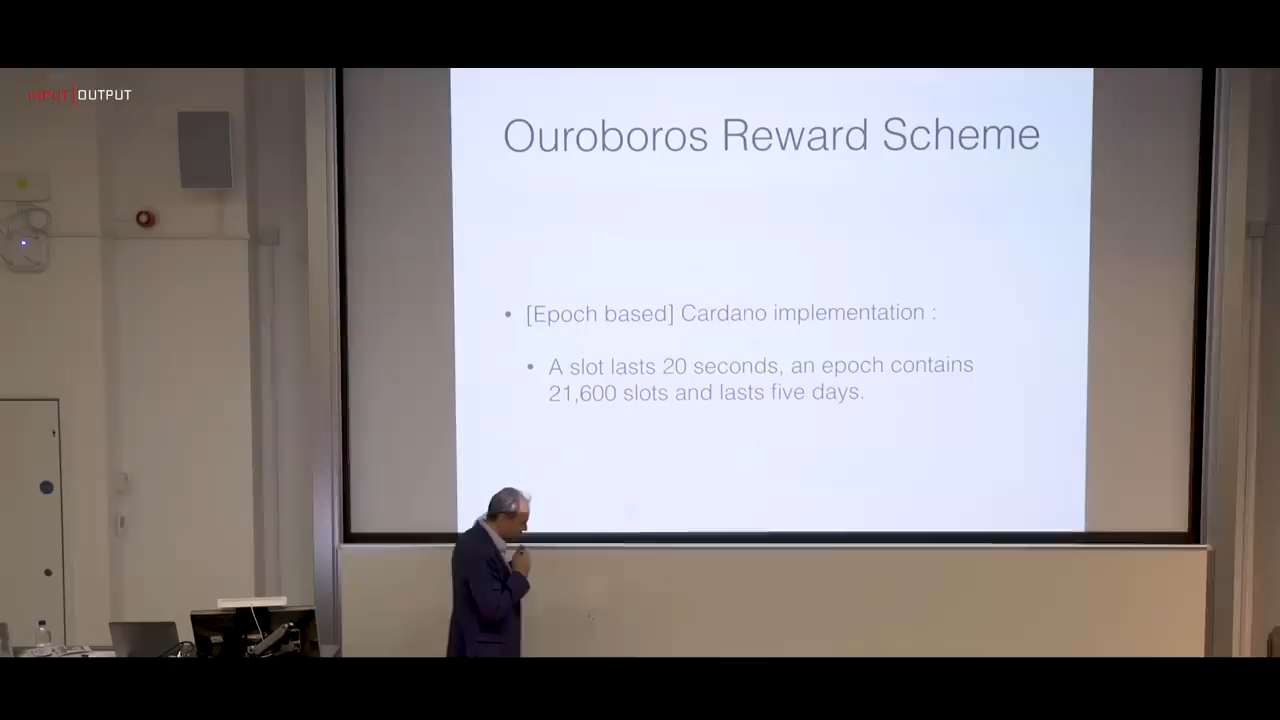 INPUT|OUTPUT
Ouroboros Reward Scheme
• [Epoch based] Cardano implementation :
• A slot lasts 20 seconds, an epoch contains
21,600 slots and lasts five days.